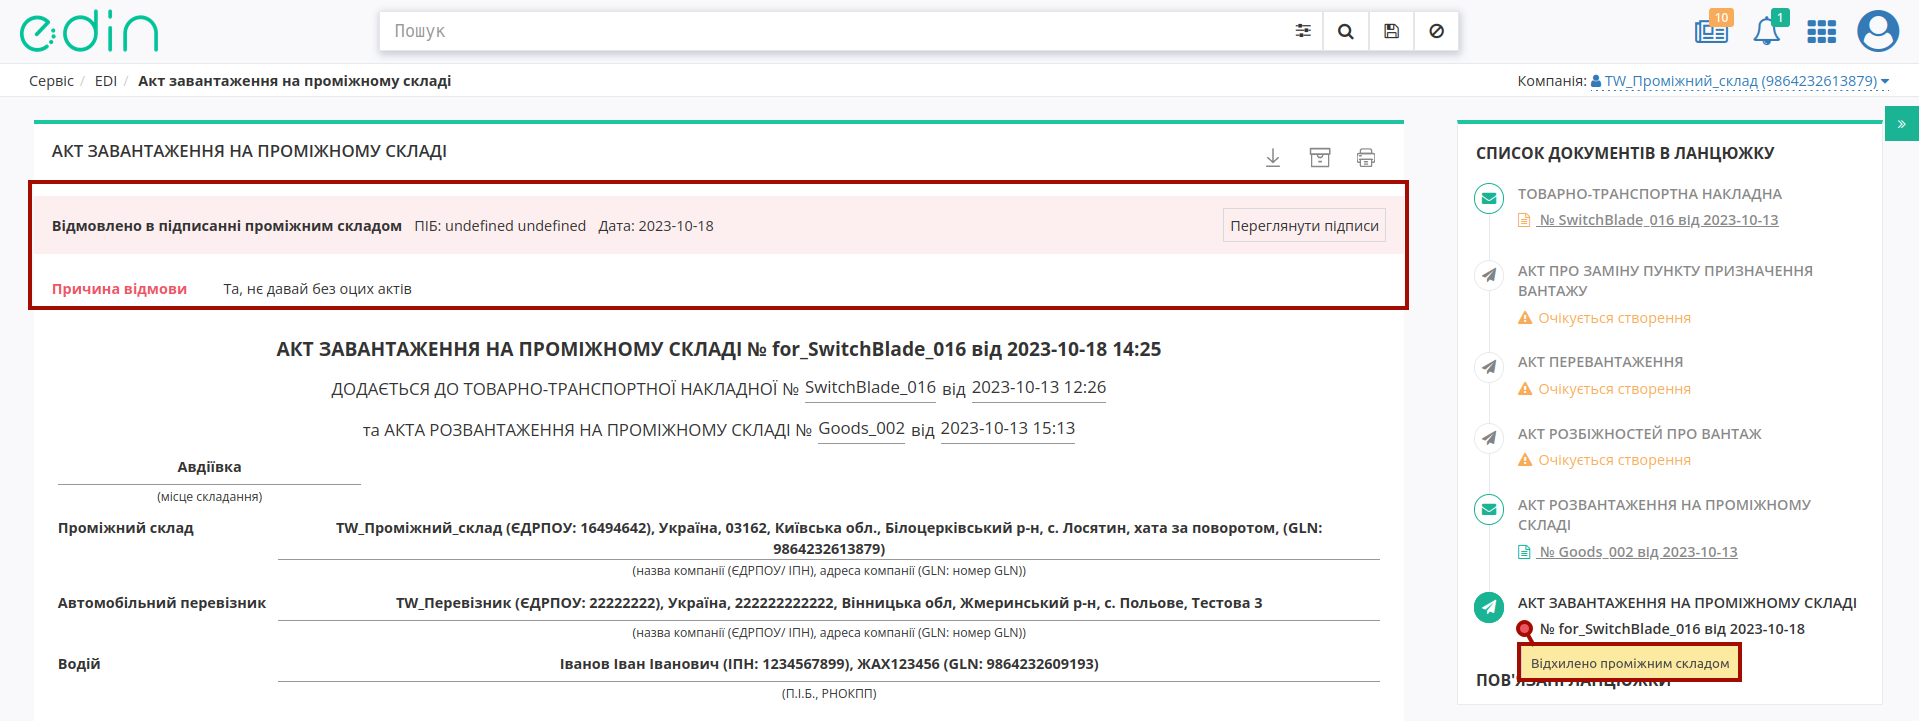 edin
Пошук
10
1
Сервіс / EDI / Акт завантаження на проміжному складі
Компанія: TW_Проміжний_склад (9864232613879)
»
АКТ ЗАВАНТАЖЕННЯ НА ПРОМІЖНОМУ СКЛАДІ
Відмовлено в підписанні проміжним складом ПІБ: undefined undefined Дата: 2023-10-18
Переглянути підписи
Причина відмови Та, нє давай без оцих актів
АКТ ЗАВАНТАЖЕННЯ НА ПРОМІЖНОМУ СКЛАДІ № for_SwitchBlade_016 від 2023-10-18 14:25
ДОДАЄТЬСЯ ДО ТОВАРНО-ТРАНСПОРТНОЇ НАКЛАДНОЇ № SwitchBlade_016 від 2023-10-13 12:26
та АКТА РОЗВАНТАЖЕННЯ НА ПРОМІЖНОМУ СКЛАДІ № Goods_002 від 2023-10-13 15:13
Авдіївка
(місце складання)
Проміжний склад
TW_Проміжний_склад (ЄДРПОУ: 16494642), Україна, 03162, Київська обл., Білоцерківський р-н, с. Лосятин, хата за поворотом, (GLN:
9864232613879)
(назва компанії (ЄДРПОУ/ ІПН), адреса компанії (GLN: номер GLN))
Автомобільний перевізник
TW_Перевізник (ЄДРПОУ: 22222222), Україна, 222222222222, Вінницька обл, Жмеринський р-н, с. Польове, Тестова 3
(назва компанії (ЄДРПОУ/ ІПН), адреса компанії (GLN: номер GLN))
Водій
Іванов Іван Іванович (ІПН: 1234567899), ЖАХ123456 (GLN: 9864232609193)
(П.І.Б., РНОКПП)
СПИСОК ДОКУМЕНТІВ В ЛАНЦЮЖКУ
ТОВАРНО-ТРАНСПОРТНА НАКЛАДНА
№ SwitchBlade_016 від 2023-10-13
АКТ ПРО ЗАМІНУ ПУНКТУ ПРИЗНАЧЕННЯ
ВАНТАЖУ
Очікується створення
АКТ ПЕРЕВАНТАЖЕННЯ
Очікується створення
АКТ РОЗБІЖНОСТЕЙ ПРО ВАНТАЖ
Очікується створення
АКТ РОЗВАНТАЖЕННЯ НА ПРОМІЖНОМУ
СКЛАДІ
№ Goods_002 від 2023-10-13
АКТ ЗАВАНТАЖЕННЯ НА ПРОМІЖНОМУ СКЛАДІ
№ for_SwitchBlade_016 від 2023-10-18
Відхилено проміжним складом